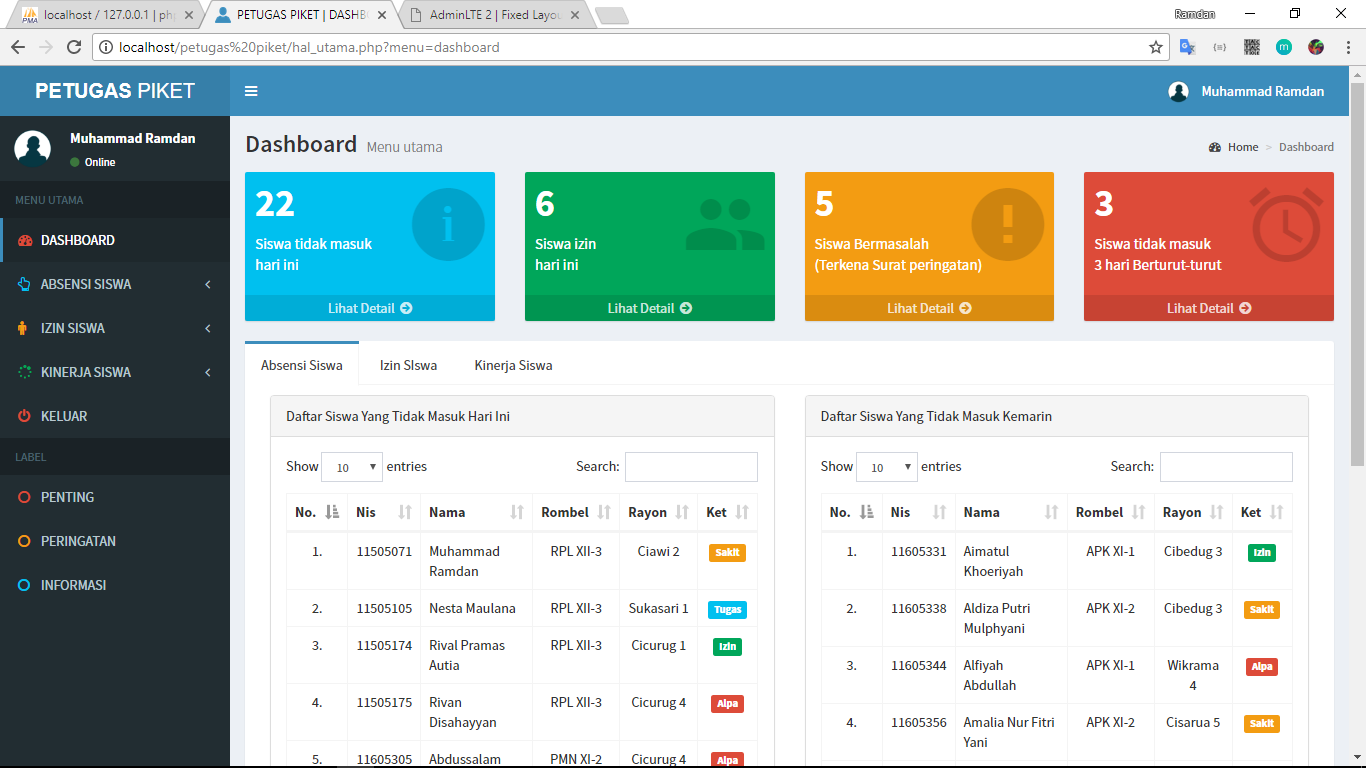 localhost / 127.0.0.1 | ph
PETUGAS PIKET | DASHB
AdminLTE 2 | Fixed Layou
Ramdan
localhost/petugas%20piket/hal_utama.php?menu=dashboard
PETUGAS PIKET
Muhammad Ramdan
Muhammad Ramdan
Online
MENU UTAMA
DASHBOARD
ABSENSI SISWA
IZIN SISWA
KINERJA SISWA
KELUAR
LABEL
PENTING
PERINGATAN
INFORMASI
Dashboard Menu utama
Home > Dashboard
22
Siswa tidak masuk
hari ini
Lihat Detail
6
Siswa izin
hari ini
Lihat Detail
5
Siswa Bermasalah
(Terkena Surat peringatan)
Lihat Detail
3
Siswa tidak masuk
3 hari Berturut-turut
Lihat Detail
Absensi Siswa Izin SIswa Kinerja Siswa
Daftar Siswa Yang Tidak Masuk Hari Ini
Show 10 entries Search:
No. Nis Nama Rombel Rayon Ket
1. 11505071 Muhammad RPL XII-3 Ciawi 2 Sakit
Ramdan
2. 11505105 Nesta Maulana RPL XII-3 Sukasari 1 Tugas
3. 11505174 Rival Pramas RPL XII-3 Cicurug 1 Izin
Autia
4. 11505175 Rivan RPL XII-3 Cicurug 4 Alpa
Disahayyan
5. 11605305 Abdussalam PMN XI-2 Cicurug 4 Alpa
Daftar Siswa Yang Tidak Masuk Kemarin
Show 10 entries Search:
No. Nis Nama Rombel Rayon Ket
1. 11605331 Aimatul APK XI-1 Cibedug 3 Izin
Khoeriyah
2. 11605338 Aldiza Putri APK XI-2 Cibedug 3 Sakit
Mulphyani
3. 11605344 Alfiyah APK XI-1 Wikrama Alpa
Abdullah 4
4. 11605356 Amalia Nur Fitri APK XI-2 Cisarua 5 Sakit
Yani